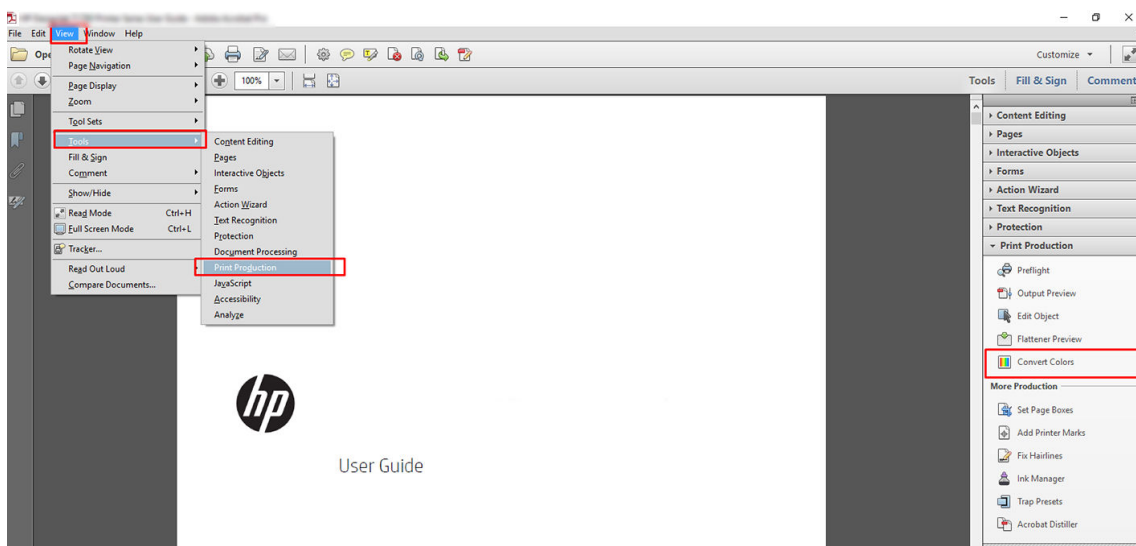 File Edit View Window Help
Ope
Customize
100%
Tools Fill & Sign Comment
Rotate View
Page Navigation
Page Display
Zoom
Tool Sets
Tools
Fill & Sign
Comment
Show/Hide
Read Mode Ctrl+H
Full Screen Mode Ctrl+L
Tracker...
Read Out Loud
Compare Documents...
Content Editing
Pages
Interactive Objects
Forms
Action Wizard
Text Recognition
Protection
Document Processing
Print Production
JavaScript
Accessibility
Analyze
hp
User Guide
Content Editing
Pages
Interactive Objects
Forms
Action Wizard
Text Recognition
Protection
Print Production
Preflight
Output Preview
Edit Object
Flattener Preview
Convert Colors
More Production
Set Page Boxes
Add Printer Marks
Fix Hairlines
Ink Manager
Trap Presets
Acrobat Distiller